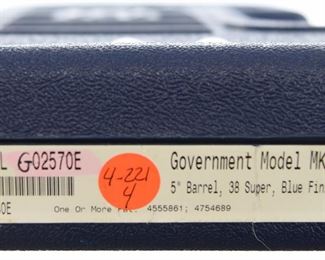 L G02570E
Government Model MK
4-221
4
5" Barrel, 38 Super, Blue Fin
0E
One Or More 4555861; 4754689